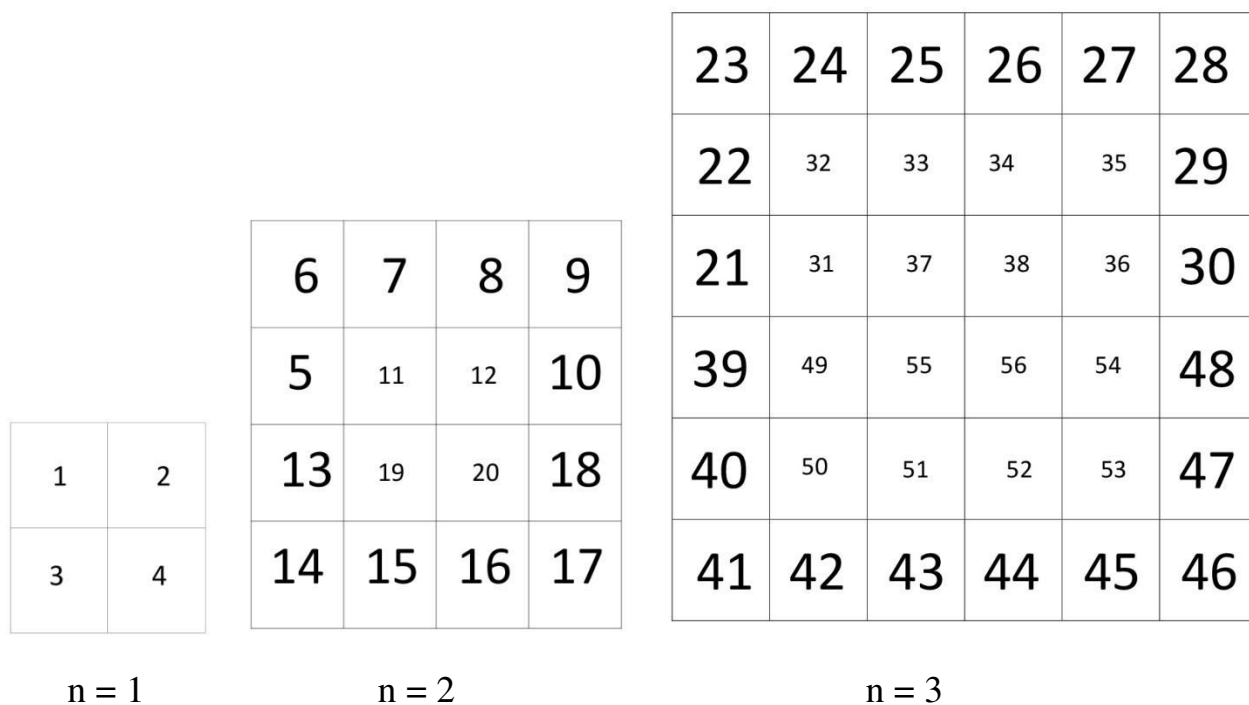 23 24 25 26 27 28
22 32 33 34 35 29
6 7 8 9
21 31 37 38 36 30
5 11 12 10
39 49 55 56 54 48
1 2
13 19 20 18
40 50 51 52 53 47
3 4
14 15 16 17
41 42 43 44 45 46
n = 1
n = 2
n = 3